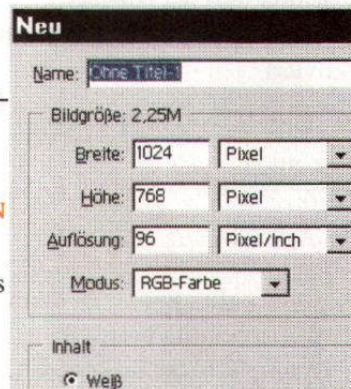 Neu
Name: Ohne Titel-1
Bildgröße: 2,25M
Breite: 1024 Pixel
Höhe: 768 Pixel
Auflösung: 96 Pixel/Inch
Modus: RGB-Farbe
Inhalt
Weiß